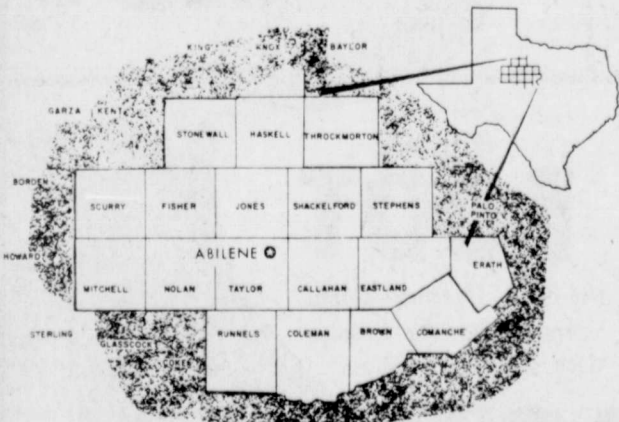 KING KNOX BAYLOR
GARZA KENT
STONEWALL HASKELL THROCKMORTON
BORDEN
SCURRY FISHER JONES SHACKELFORD STEPHENS
PALO
PINTO
ABILENE
HOWARD
ERATH
MITCHELL NOLAN TAYLOR CALLAHAN EASTLAND
STERLING
GLASSCOCK
RUNNELS COLEMAN BROWN COMANCHE
COKE